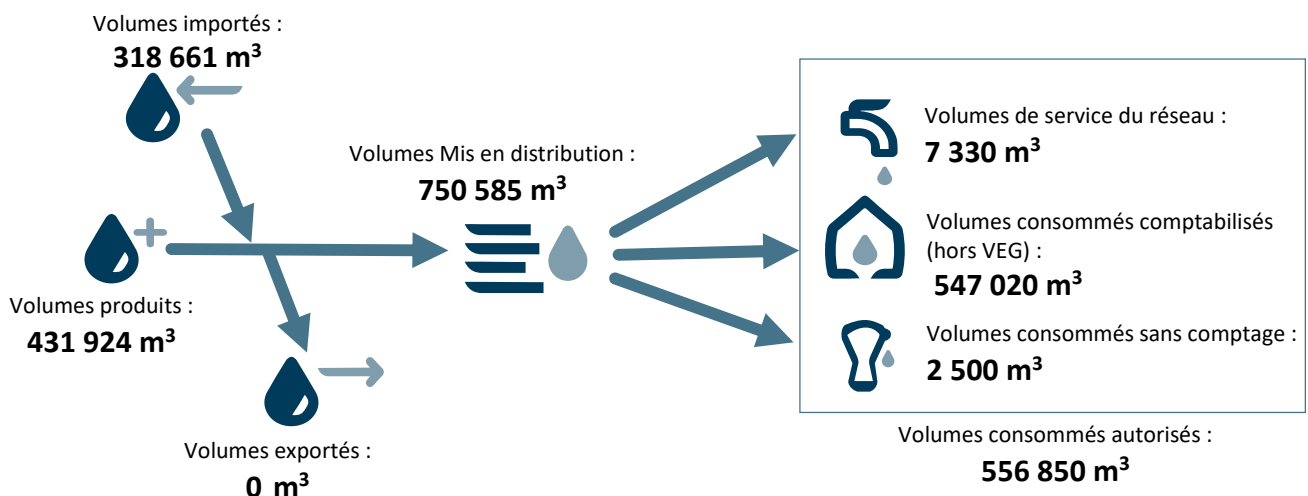 Volumes importés :
318 661 m³
Volumes produits :
431 924 m³
Volumes exportés :
0 m³
Volumes Mis en distribution :
750 585 m³
Volumes de service du réseau :
7 330 m³
Volumes consommés comptabilisés
(hors VEG) :
547 020 m³
Volumes consommés sans comptage :
2 500 m³
Volumes consommés autorisés :
556 850 m³